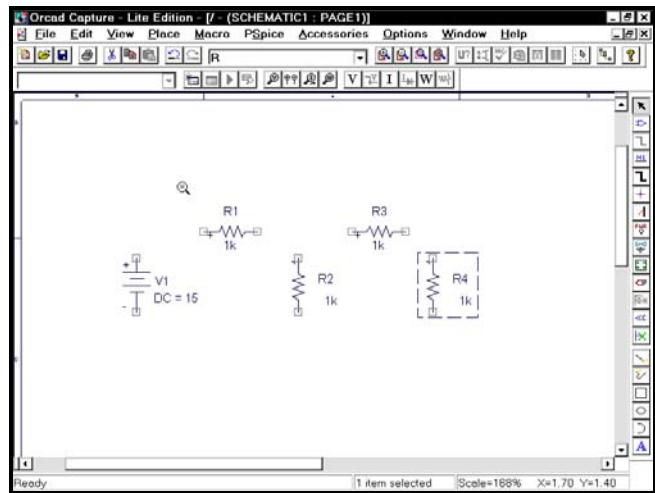 Orcad Capture - Lite Edition - [/ - (SCHEMATIC1 : PAGE1)]
File Edit View Place Macro PSpice Accessories Options Window Help
R
U?
V I W
R1
1k
R3
1k
+
V1
DC = 15
-
R2
1k
R4
1k
A
Ready
1 item selected
Scale=168%
X=1.70 Y=1.40